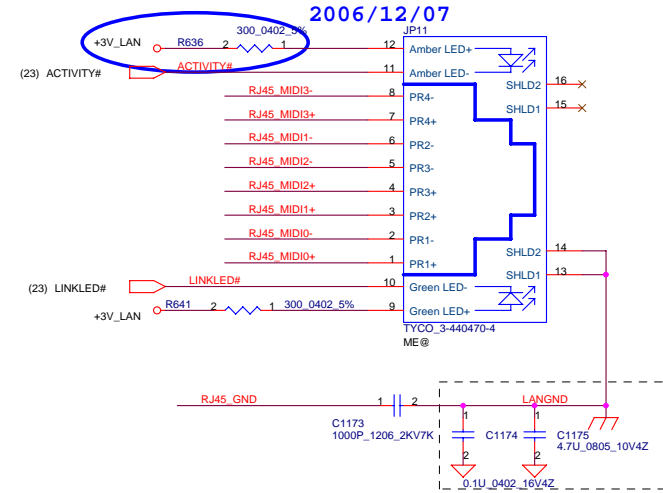 2006/12/07
300_0402_5%
JP11
+3V_LAN
R636
2
1
12
Amber LED+
(23) ACTIVITY#
ACTIVITY#
11
Amber LED-
SHLD2
16
RJ45_MIDI3-
8
PR4-
SHLD1
15
RJ45_MIDI3+
7
PR4+
RJ45_MIDI1-
6
PR2-
RJ45_MIDI2-
5
PR3-
RJ45_MIDI2+
4
PR3+
RJ45_MIDI1+
3
PR2+
RJ45_MIDI0-
2
PR1-
SHLD2
14
RJ45_MIDI0+
1
PR1+
SHLD1
13
(23) LINKLED#
LINKLED#
10
Green LED-
R641
2
1
300_0402_5%
9
Green LED+
+3V_LAN
TYCO_3-440470-4
ME@
RJ45_GND
1
2
LANGND
C1173
1000P_1206_2KV7K
1
C1174
2
0.1U_0402_16V4Z
1
C1175
4.7U_0805_10V4Z
2